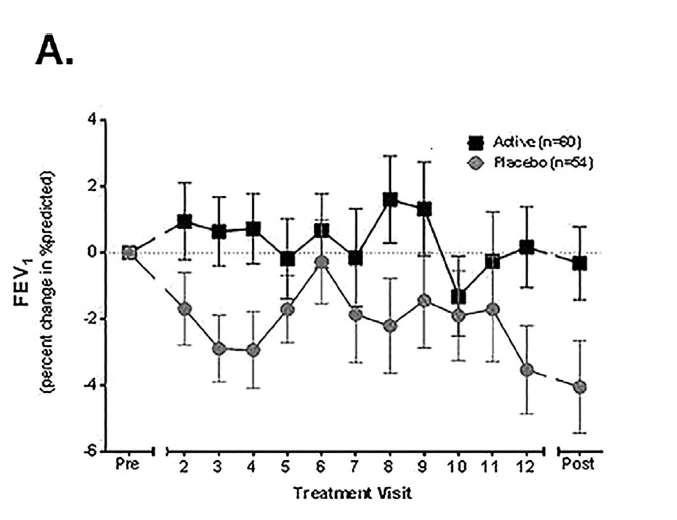 A.
4
2
0
-2
-4
-6
FEV1
(percent change in %predicted)
Active (n=60)
Placebo (n=54)
Pre 2 3 4 5 6 7 8 9 10 11 12 Post
Treatment Visit